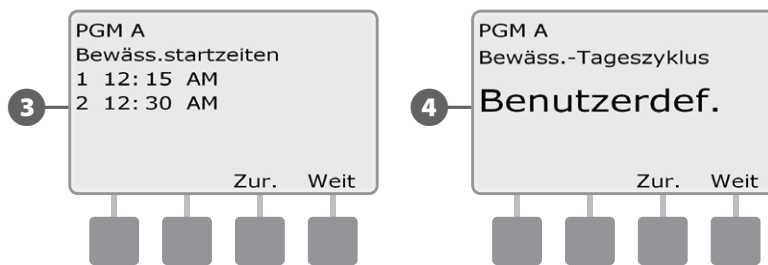 3
PGM A
Bewäss.startzeiten
1 12:15 AM
2 12:30 AM
Zur. Weit
4
PGM A
Bewäss.-Tageszyklus
Benutzerdef.
Zur. Weit